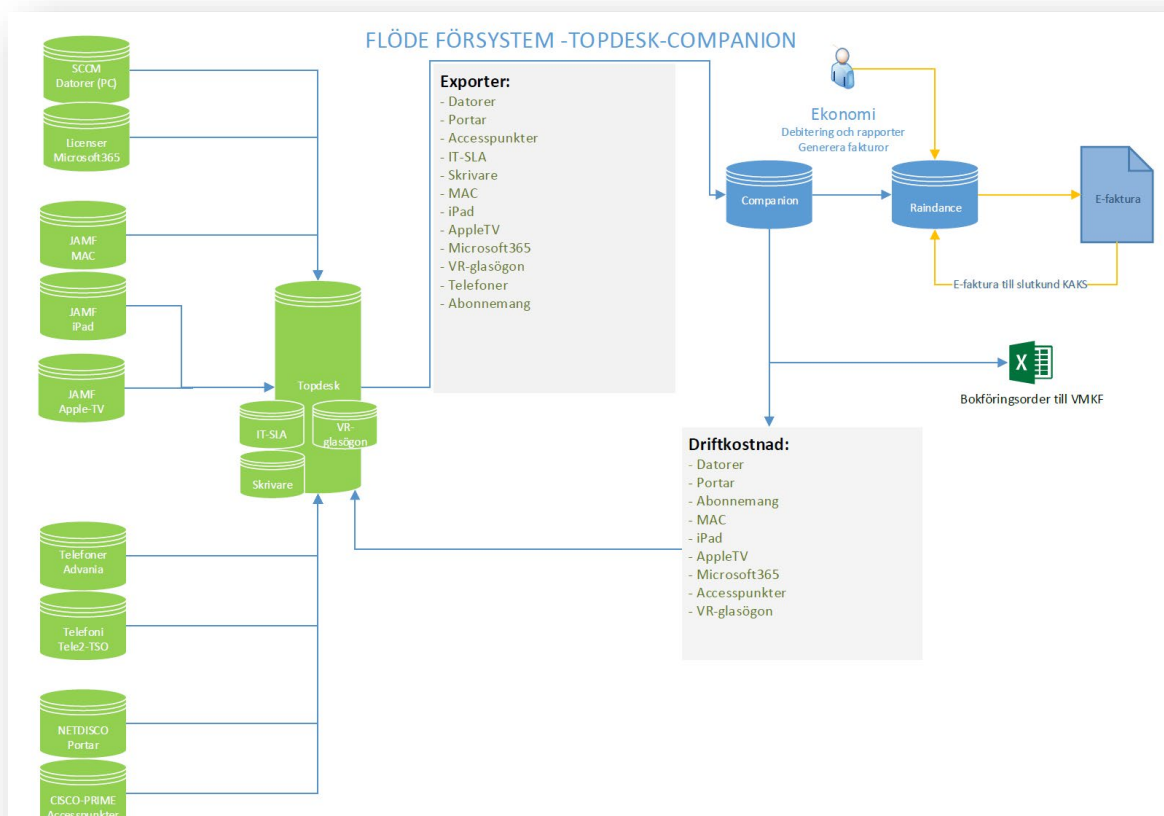 FLÖDE FÖRSYSTEM -TOPDESK-COMPANION
SCCM
Datorer (PC)
Licenser
Microsoft365
JAMF
MAC
JAMF
iPad
JAMF
Apple-TV
Topdesk
IT-SLA
VR-
glasögon
Skrivare
Telefoner
Advania
Telefoni
Tele2-TSO
NETDISCO
Portar
CISCO-PRIME
Accesspunkter
Exporter:
- Datorer
- Portar
- Accesspunkter
- IT-SLA
- Skrivare
- MAC
- iPad
- AppleTV
- Microsoft365
- VR-glasögon
- Telefoner
- Abonnemang
Ekonomi
Debitering och rapporter
Generera fakturor
Companion
Raindance
E-faktura
E-faktura till slutkund KAKS
Bokföringsorder till VMKF
Driftkostnad:
- Datorer
- Portar
- Abonnemang
- MAC
- iPad
- AppleTV
- Microsoft365
- Accesspunkter
- VR-glasögon